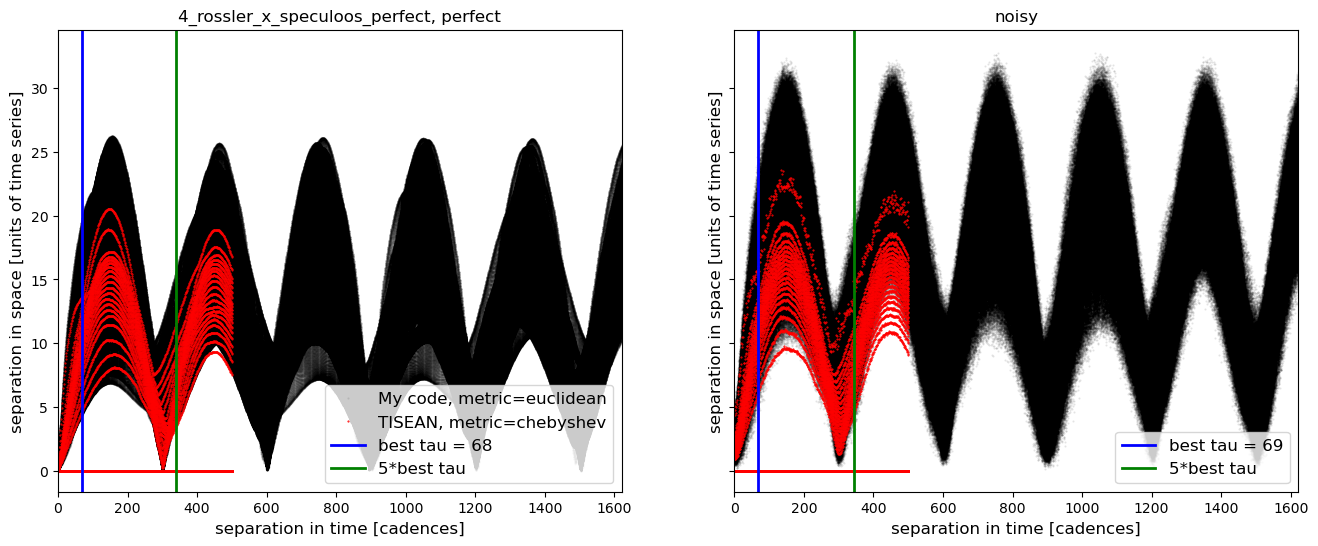 4_rossler_x_speculoos_perfect, perfect
noisy
separation in space [units of time series]
30
25
20
15
10
5
0
My code, metric=euclidean
TISEAN, metric=chebyshev
best tau = 68
5*best tau
0 200 400 600 800 1000 1200 1400 1600
separation in time [cadences]
separation in space [units of time series]
best tau = 69
5*best tau
0 200 400 600 800 1000 1200 1400 1600
separation in time [cadences]